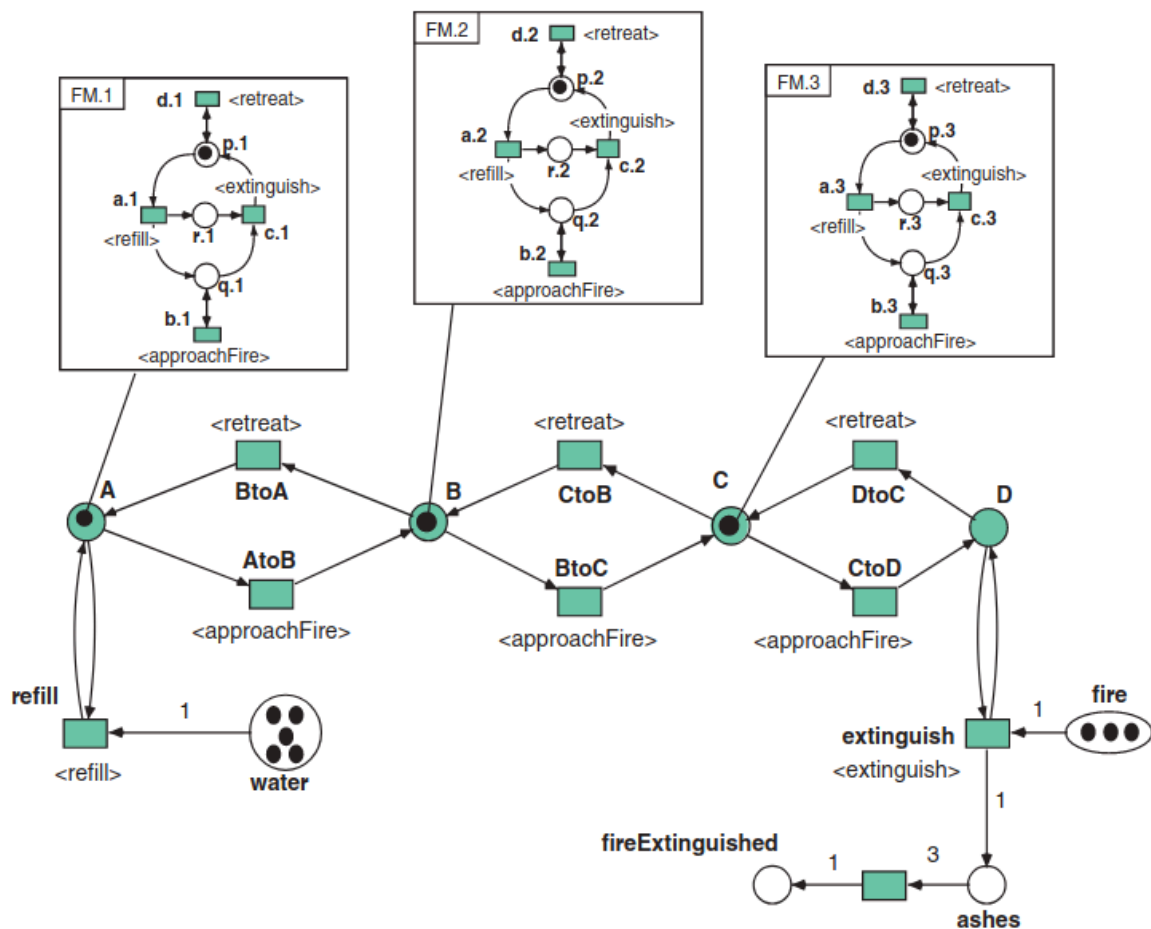 FM.1
d.1
<retreat>
p.1
<extinguish>
a.1
r.1
c.1
<refill>
q.1
b.1
<approachFire>
FM.2
d.2
<retreat>
p.2
<extinguish>
a.2
r.2
c.2
<refill>
q.2
b.2
<approachFire>
FM.3
d.3
<retreat>
p.3
<extinguish>
a.3
r.3
c.3
<refill>
q.3
b.3
<approachFire>
<retreat>
<retreat>
<retreat>
A
BtoA
B
CtoB
C
DtoC
D
AtoB
BtoC
CtoD
<approachFire>
<approachFire>
<approachFire>
refill
1
<refill>
water
fire
1
extinguish
<extinguish>
1
fireExtinguished
1
3
ashes